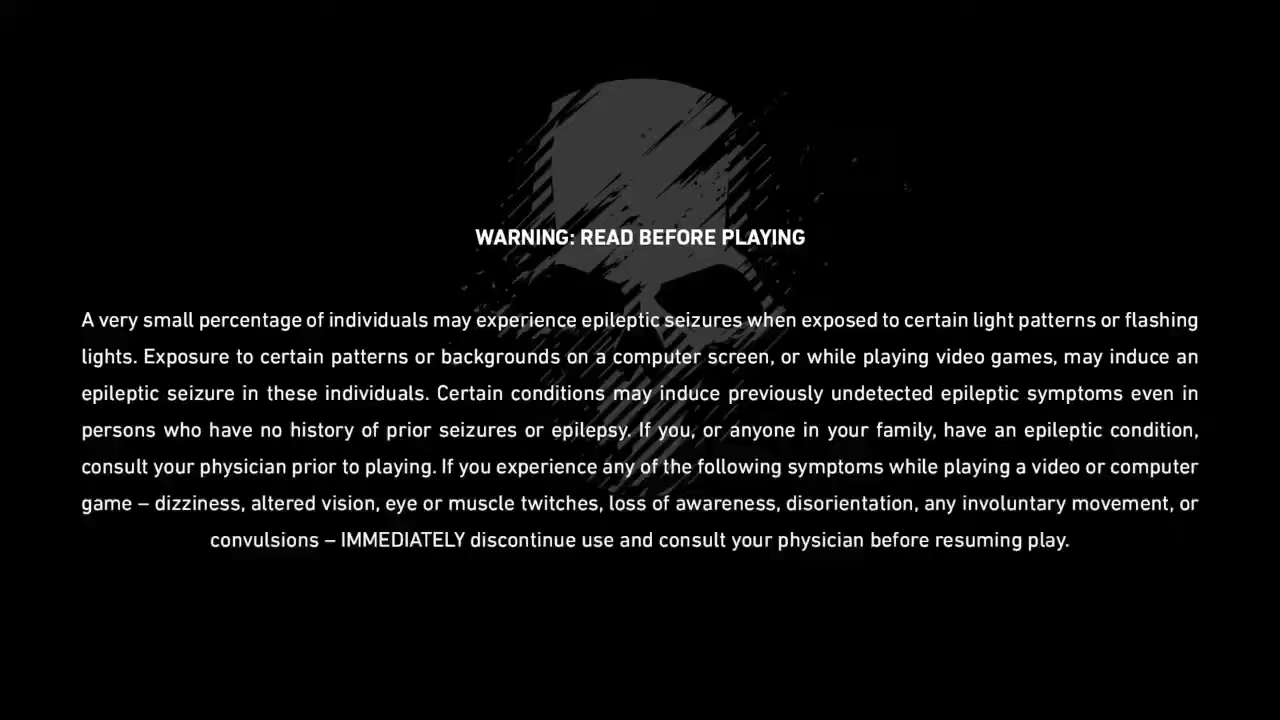 WARNING: READ BEFORE PLAYING
A very small percentage of individuals may experience epileptic seizures when exposed to certain light patterns or flashing
lights. Exposure to certain patterns or backgrounds on a computer screen, or while playing video games, may induce an
epileptic seizure in these individuals. Certain conditions may induce previously undetected epileptic symptoms even in
persons who have no history of prior seizures or epilepsy. If you, or anyone in your family, have an epileptic condition,
consult your physician prior to playing. If you experience any of the following symptoms while playing a video or computer
game – dizziness, altered vision, eye or muscle twitches, loss of awareness, disorientation, any involuntary movement, or
convulsions – IMMEDIATELY discontinue use and consult your physician before resuming play.